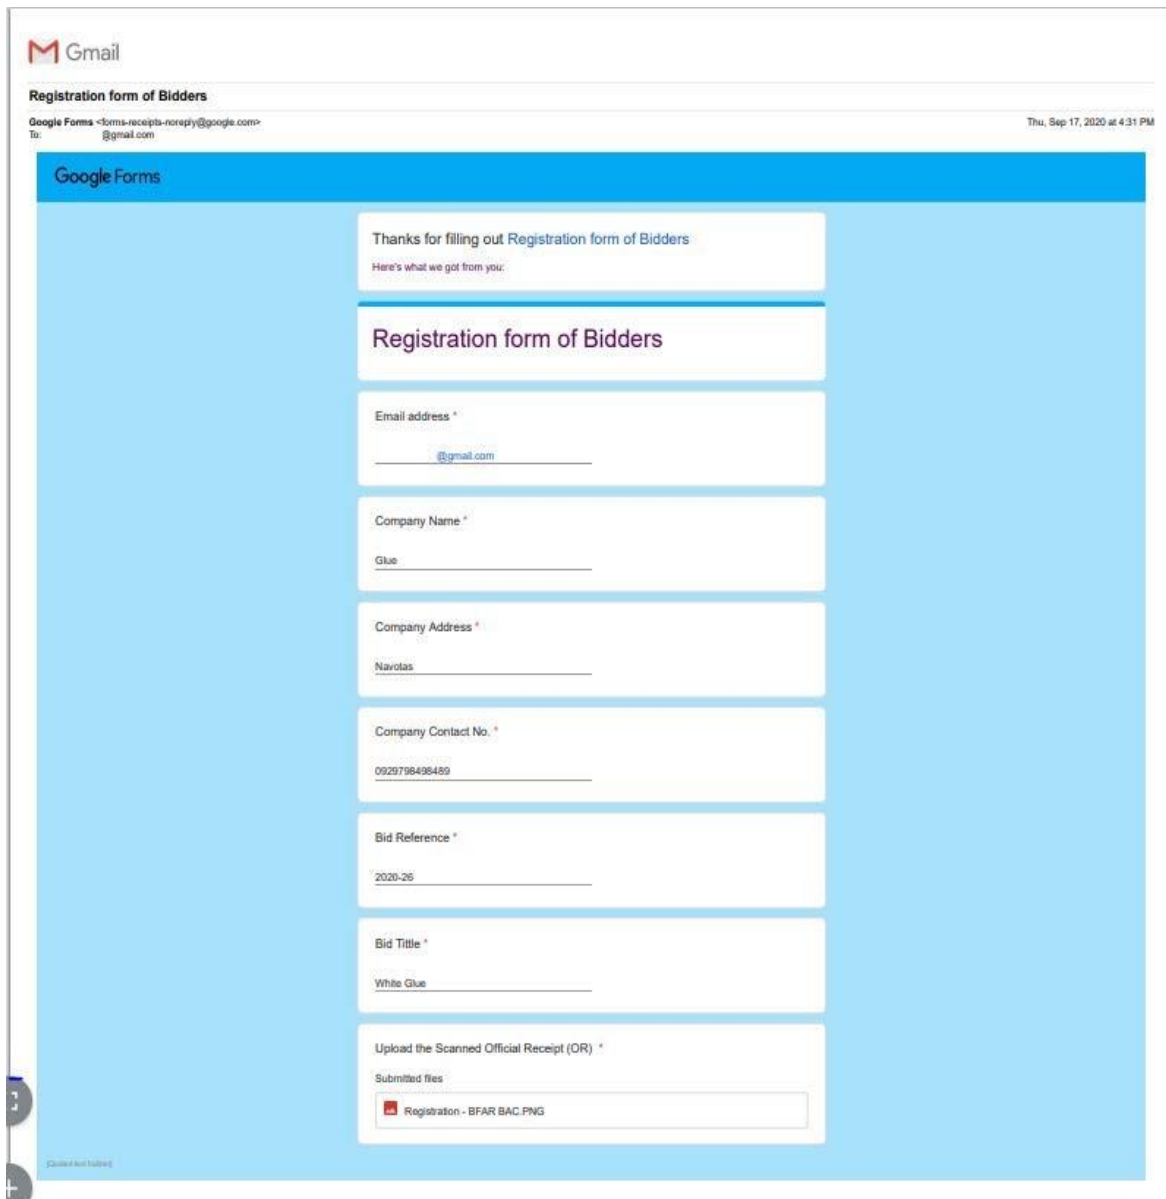 Gmail
Registration form of Bidders
Google Forms <forms-receipts-noreply@google.com>
Thu, Sep 17, 2020 at 4:31 PM
To: @gmail.com
Google Forms
Thanks for filling out Registration form of Bidders
Here's what we got from you:
Registration form of Bidders
Email address *
@gmail.com
Company Name *
Glue
Company Address *
Navotas
Company Contact No. *
0929798498489
Bid Reference *
2020-26
Bid Tittle *
White Glue
Upload the Scanned Official Receipt (OR) *
Submitted files
Registration - BFAR BAC.PNG
[Quoted text hidden]